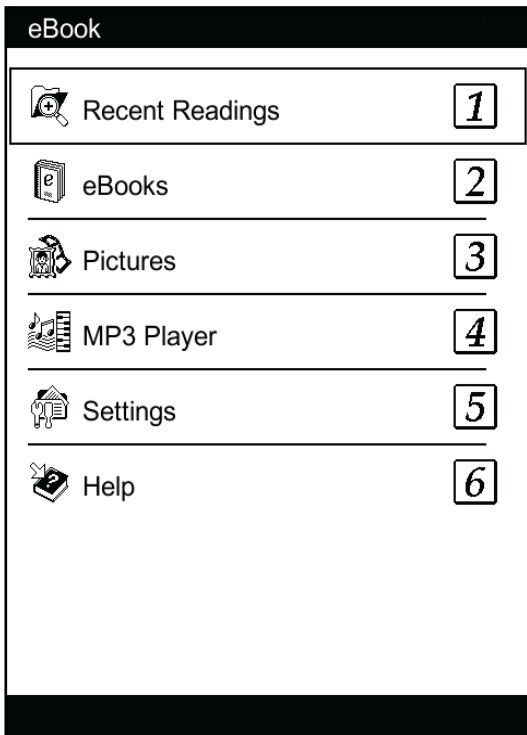 eBook
Recent Readings 1
eBooks 2
Pictures 3
MP3 Player 4
Settings 5
Help 6